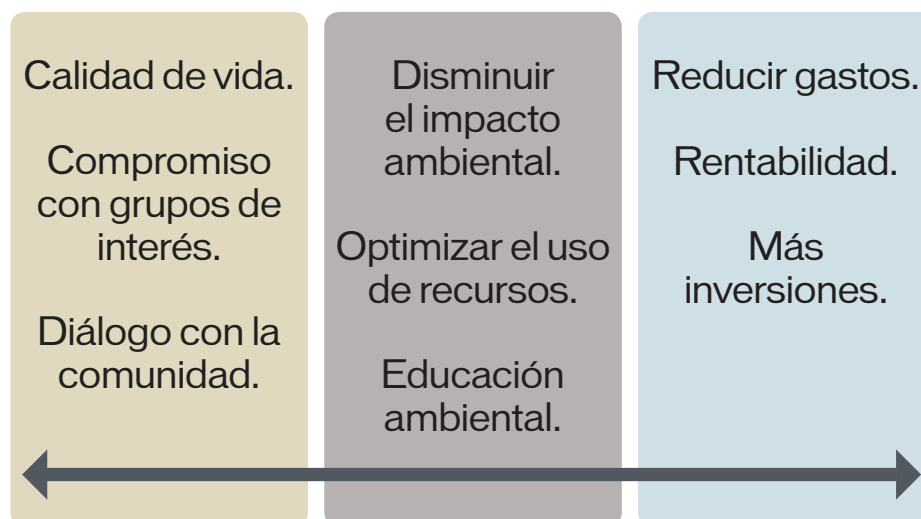 Calidad de vida.
Compromiso
con grupos de
interés.
Diálogo con la
comunidad.
Disminuir
el impacto
ambiental.
Optimizar el uso
de recursos.
Educación
ambiental.
Reducir gastos.
Rentabilidad.
Más
inversiones.